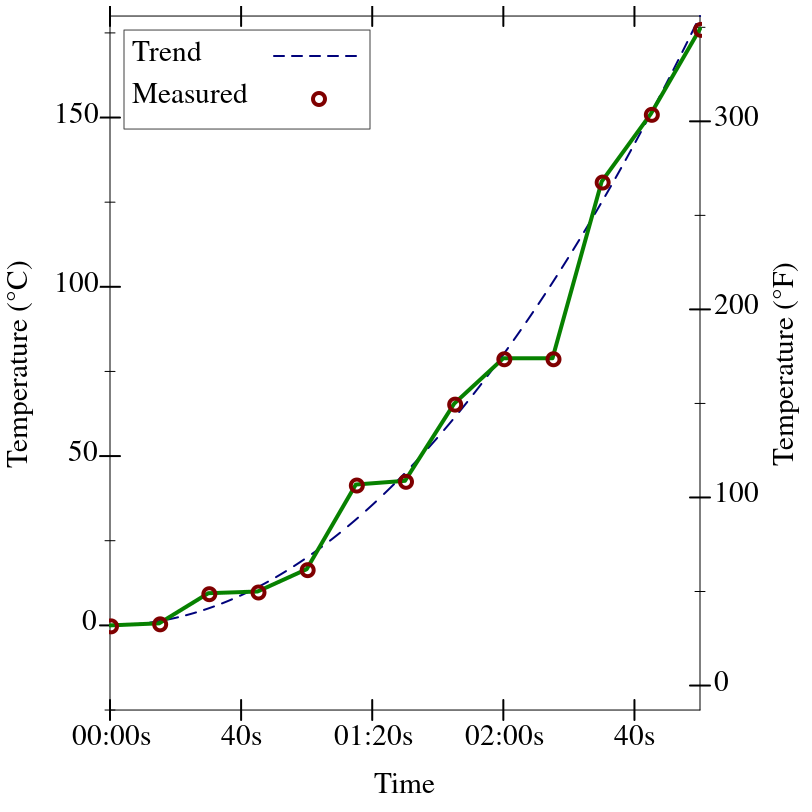 Trend
Measured
150
100
50
0
Temperature (°C)
300
200
100
0
Temperature (°F)
00:00s 40s 01:20s 02:00s 40s
Time